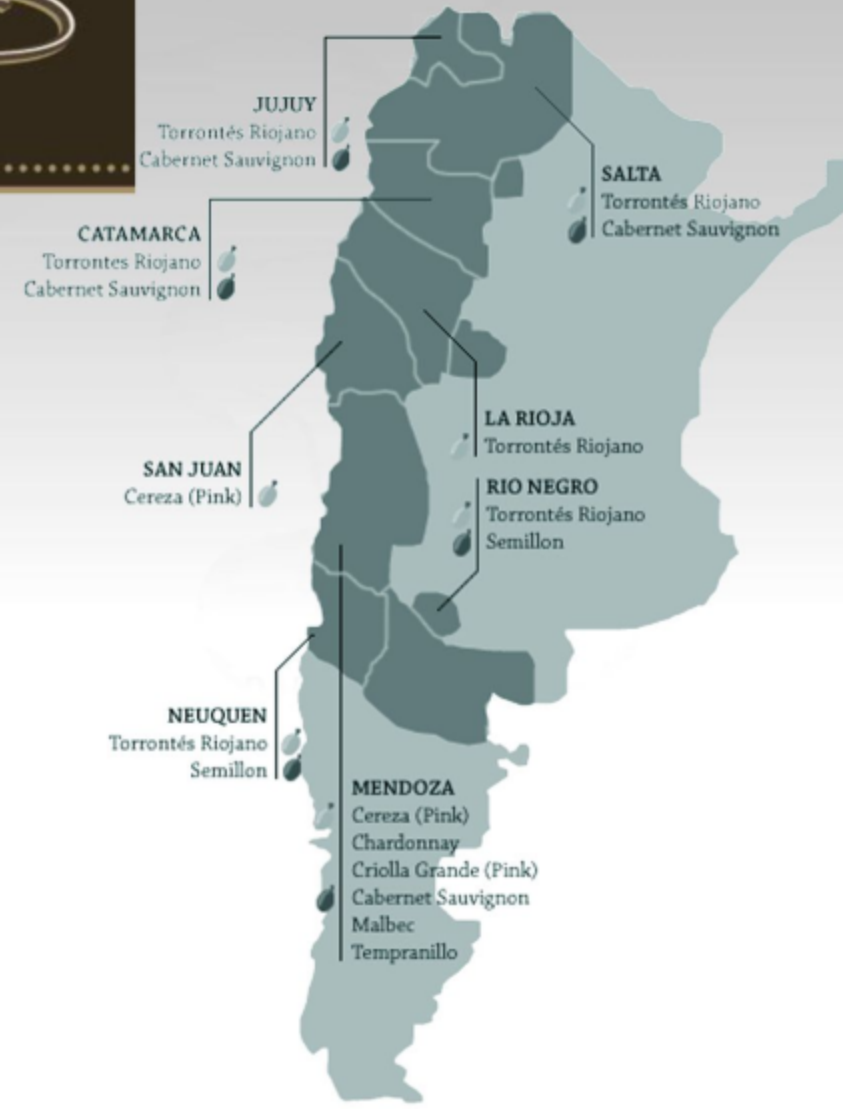 JUJUY
Torrontés Riojano
Cabernet Sauvignon
SALTA
Torrontés Riojano
Cabernet Sauvignon
CATAMARCA
Torrontes Riojano
Cabernet Sauvignon
LA RIOJA
Torrontés Riojano
SAN JUAN
Cereza (Pink)
RIO NEGRO
Torrontés Riojano
Semillon
NEUQUEN
Torrontés Riojano
Semillon
MENDOZA
Cereza (Pink)
Chardonnay
Criolla Grande (Pink)
Cabernet Sauvignon
Malbec
Tempranillo